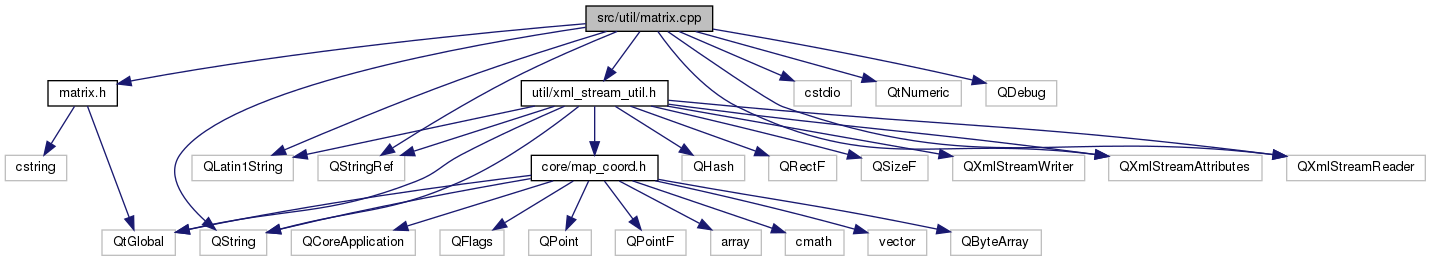 src/util/matrix.cpp
matrix.h
util/xml_stream_util.h
cstdio
QtNumeric
QDebug
cstring
QLatin1String
QStringRef
core/map_coord.h
QHash
QRectF
QSizeF
QXmlStreamWriter
QXmlStreamAttributes
QXmlStreamReader
QtGlobal
QString
QCoreApplication
QFlags
QPoint
QPointF
array
cmath
vector
QByteArray